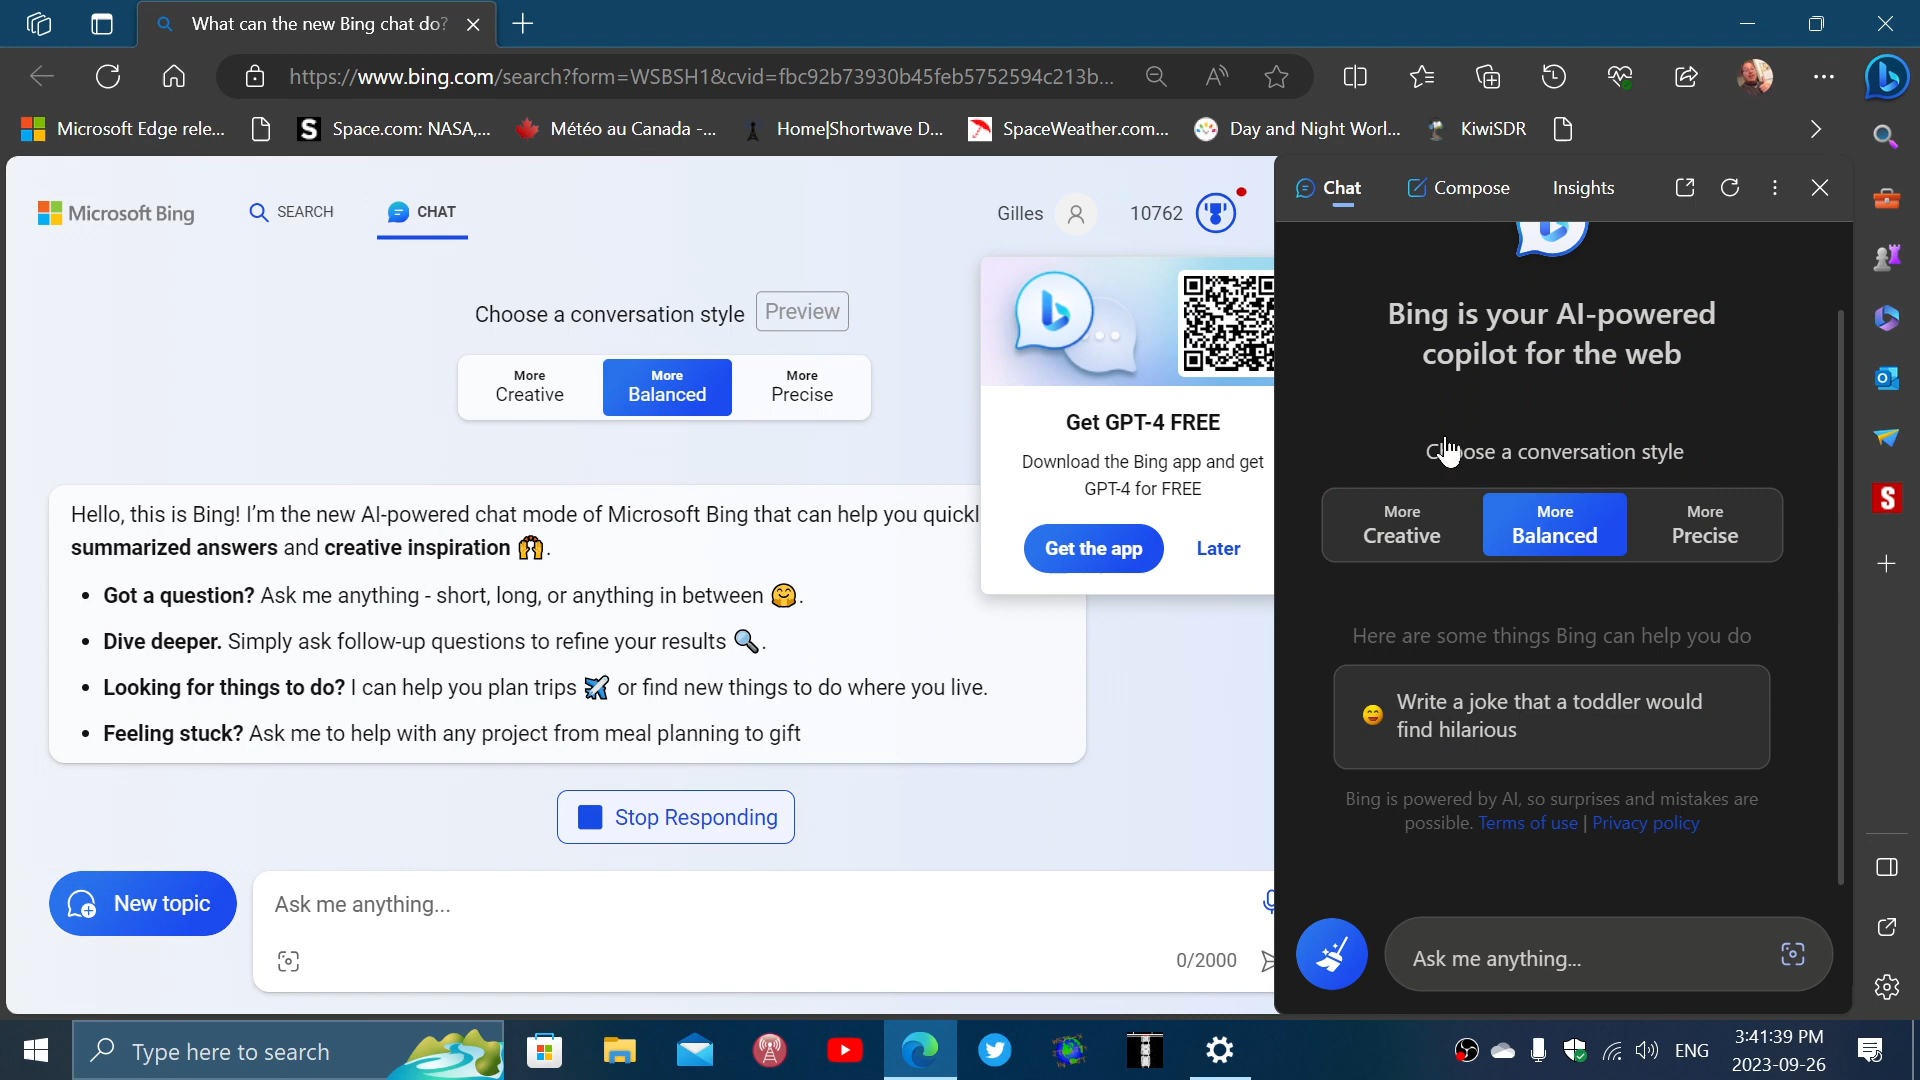 What can the new Bing chat do?
https://www.bing.com/search?form=WSBSH1&cvid=fbc92b73930b45feb5752594c213b...
Microsoft Edge rele...
Space.com: NASA,...
Météo au Canada -...
Home|Shortwave D...
SpaceWeather.com...
Day and Night Worl...
KiwiSDR
Microsoft Bing
SEARCH
CHAT
Gilles
10762
Choose a conversation style
Preview
More
Creative
More
Balanced
More
Precise
Get GPT-4 FREE
Download the Bing app and get
GPT-4 for FREE
Get the app
Later
Hello, this is Bing! I'm the new AI-powered chat mode of Microsoft Bing that can help you quickl
summarized answers and creative inspiration 🙌.
• Got a question? Ask me anything - short, long, or anything in between 🤗.
• Dive deeper. Simply ask follow-up questions to refine your results 🔍.
• Looking for things to do? I can help you plan trips ✈️ or find new things to do where you live.
• Feeling stuck? Ask me to help with any project from meal planning to gift
Stop Responding
New topic
Ask me anything...
0/2000
Chat
Compose
Insights
Bing is your AI-powered
copilot for the web
Choose a conversation style
More
Creative
More
Balanced
More
Precise
Here are some things Bing can help you do
Write a joke that a toddler would
find hilarious
Bing is powered by AI, so surprises and mistakes are
possible. Terms of use | Privacy policy
Ask me anything...
Type here to search
ENG
3:41:39 PM
2023-09-26